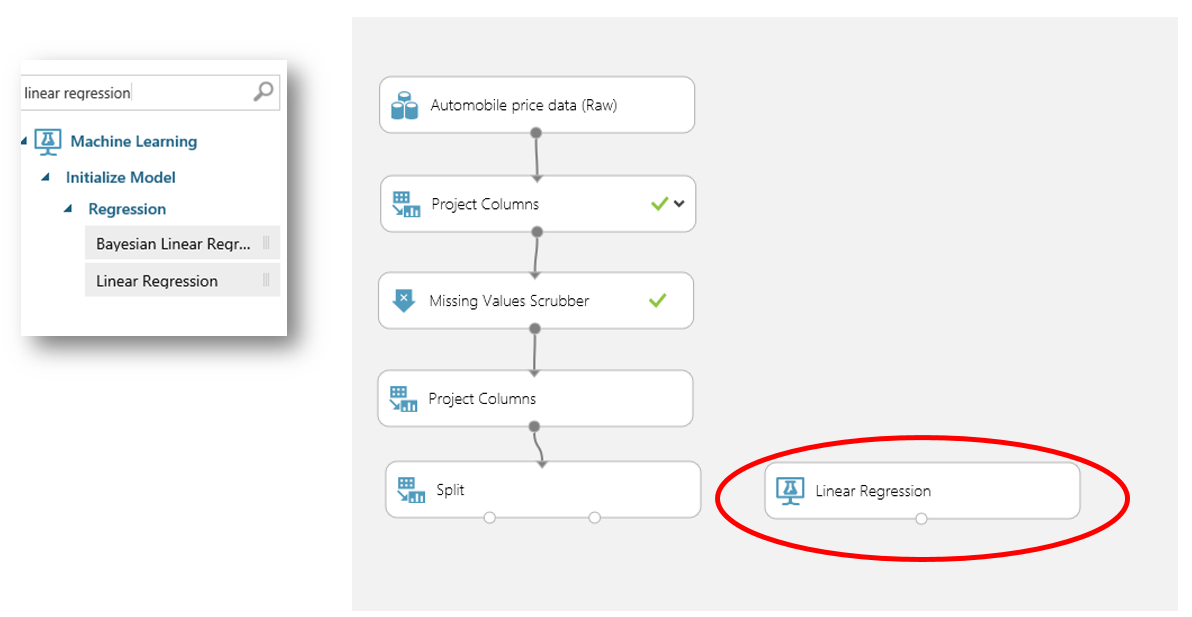 linear regression
Machine Learning
Initialize Model
Regression
Bayesian Linear Regr...
Linear Regression
Automobile price data (Raw)
Project Columns
Missing Values Scrubber
Project Columns
Split
Linear Regression